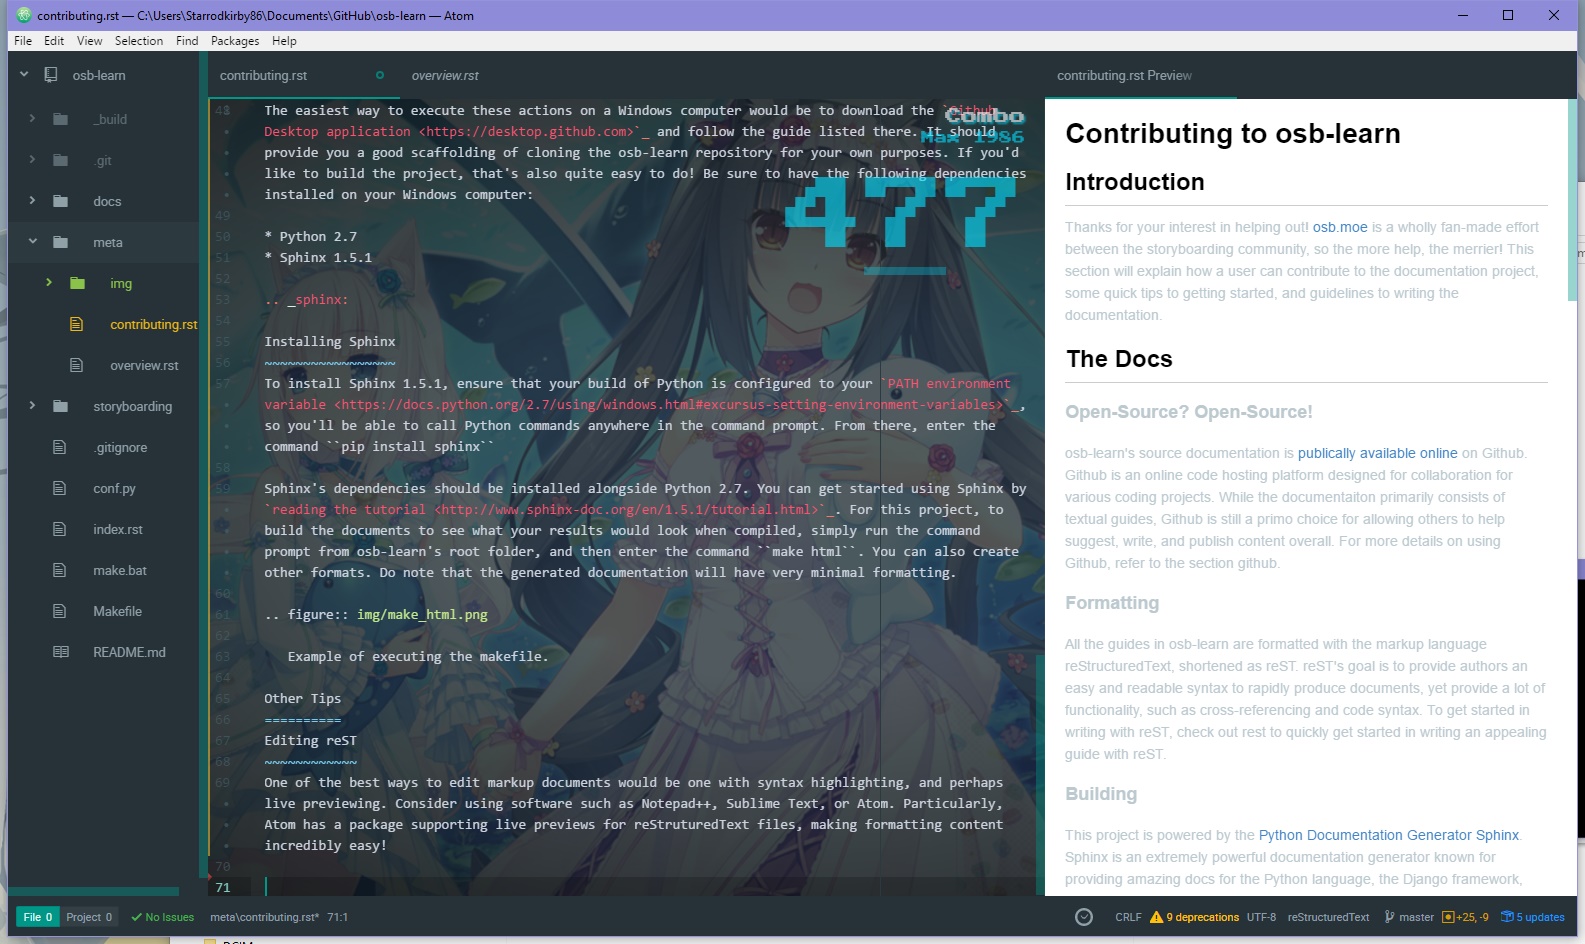 contributing.rst — C:\Users\Starrodkirby86\Documents\GitHub\osb-learn — Atom
File Edit View Selection Find Packages Help
osb-learn
_build
.git
docs
meta
img
contributing.rst
overview.rst
storyboarding
.gitignore
conf.py
index.rst
make.bat
Makefile
README.md
contributing.rst
overview.rst
Combo
Max 1986
477
48 The easiest way to execute these actions on a Windows computer would be to download the `Github
Desktop application <https://desktop.github.com>`_ and follow the guide listed there. It should
provide you a good scaffolding of cloning the osb-learn repository for your own purposes. If you'd
like to build the project, that's also quite easy to do! Be sure to have the following dependencies
installed on your Windows computer:
49
50 * Python 2.7
51 * Sphinx 1.5.1
52
53 .. _sphinx:
54
55 Installing Sphinx
56 ~~~~~~~~~~~~~~~~~
57 To install Sphinx 1.5.1, ensure that your build of Python is configured to your `PATH environment
variable <https://docs.python.org/2.7/using/windows.html#excursus-setting-environment-variables>`_,
so you'll be able to call Python commands anywhere in the command prompt. From there, enter the
command ``pip install sphinx``
58
59 Sphinx's dependencies should be installed alongside Python 2.7. You can get started using Sphinx by
`reading the tutorial <http://www.sphinx-doc.org/en/1.5.1/tutorial.html>`_. For this project, to
build the documents to see what your results would look when compiled, simply run the command
prompt from osb-learn's root folder, and then enter the command ``make html``. You can also create
other formats. Do note that the generated documentation will have very minimal formatting.
60
61 .. figure:: img/make_html.png
62
63 Example of executing the makefile.
64
65 Other Tips
66 ==========
67 Editing reST
68 ~~~~~~~~~~~~
69 One of the best ways to edit markup documents would be one with syntax highlighting, and perhaps
live previewing. Consider using software such as Notepad++, Sublime Text, or Atom. Particularly,
Atom has a package supporting live previews for reStruturedText files, making formatting content
incredibly easy!
70
71
contributing.rst Preview
Contributing to osb-learn
Introduction
Thanks for your interest in helping out! osb.moe is a wholly fan-made effort
between the storyboarding community, so the more help, the merrier! This
section will explain how a user can contribute to the documentation project,
some quick tips to getting started, and guidelines to writing the
documentation.
The Docs
Open-Source? Open-Source!
osb-learn's source documentation is publically available online on Github.
Github is an online code hosting platform designed for collaboration for
various coding projects. While the documentaiton primarily consists of
textual guides, Github is still a primo choice for allowing others to help
suggest, write, and publish content overall. For more details on using
Github, refer to the section github.
Formatting
All the guides in osb-learn are formatted with the markup language
reStructuredText, shortened as reST. reST's goal is to provide authors an
easy and readable syntax to rapidly produce documents, yet provide a lot of
functionality, such as cross-referencing and code syntax. To get started in
writing with reST, check out rest to quickly get started in writing an appealing
guide with reST.
Building
This project is powered by the Python Documentation Generator Sphinx.
Sphinx is an extremely powerful documentation generator known for
providing amazing docs for the Python language, the Django framework,
File 0 Project 0 No Issues meta\contributing.rst* 71:1
CRLF 9 deprecations UTF-8 reStructuredText master +25, -9 5 updates